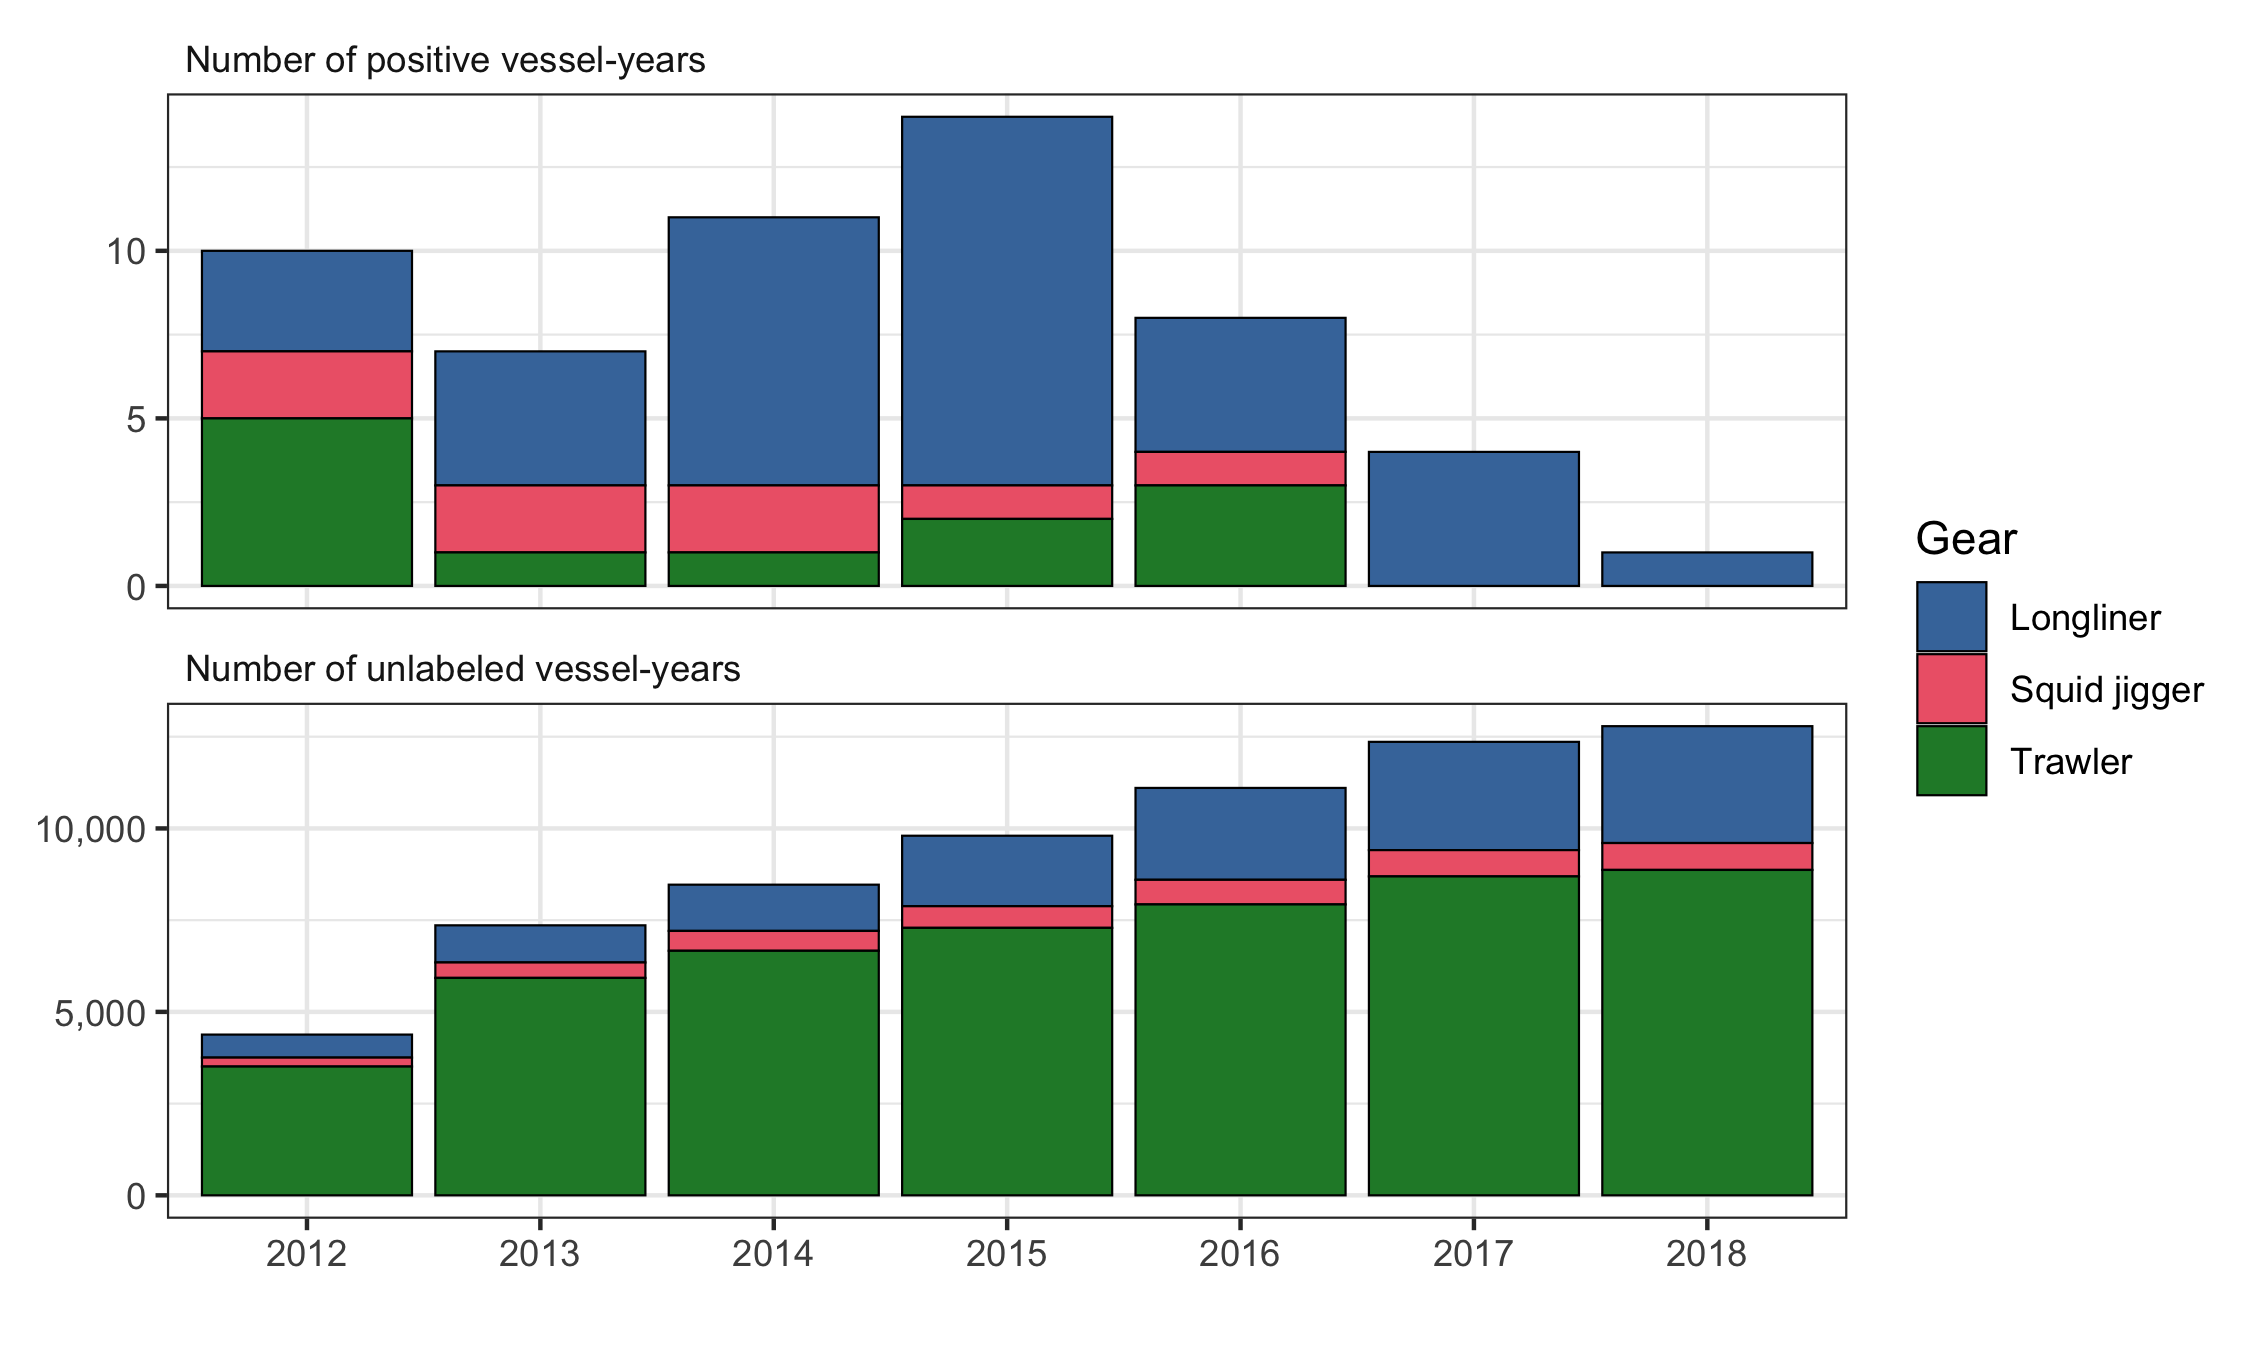 Number of positive vessel-years
10
5
0
Number of unlabeled vessel-years
10,000
5,000
0
2012 2013 2014 2015 2016 2017 2018
Gear
Longliner
Squid jigger
Trawler